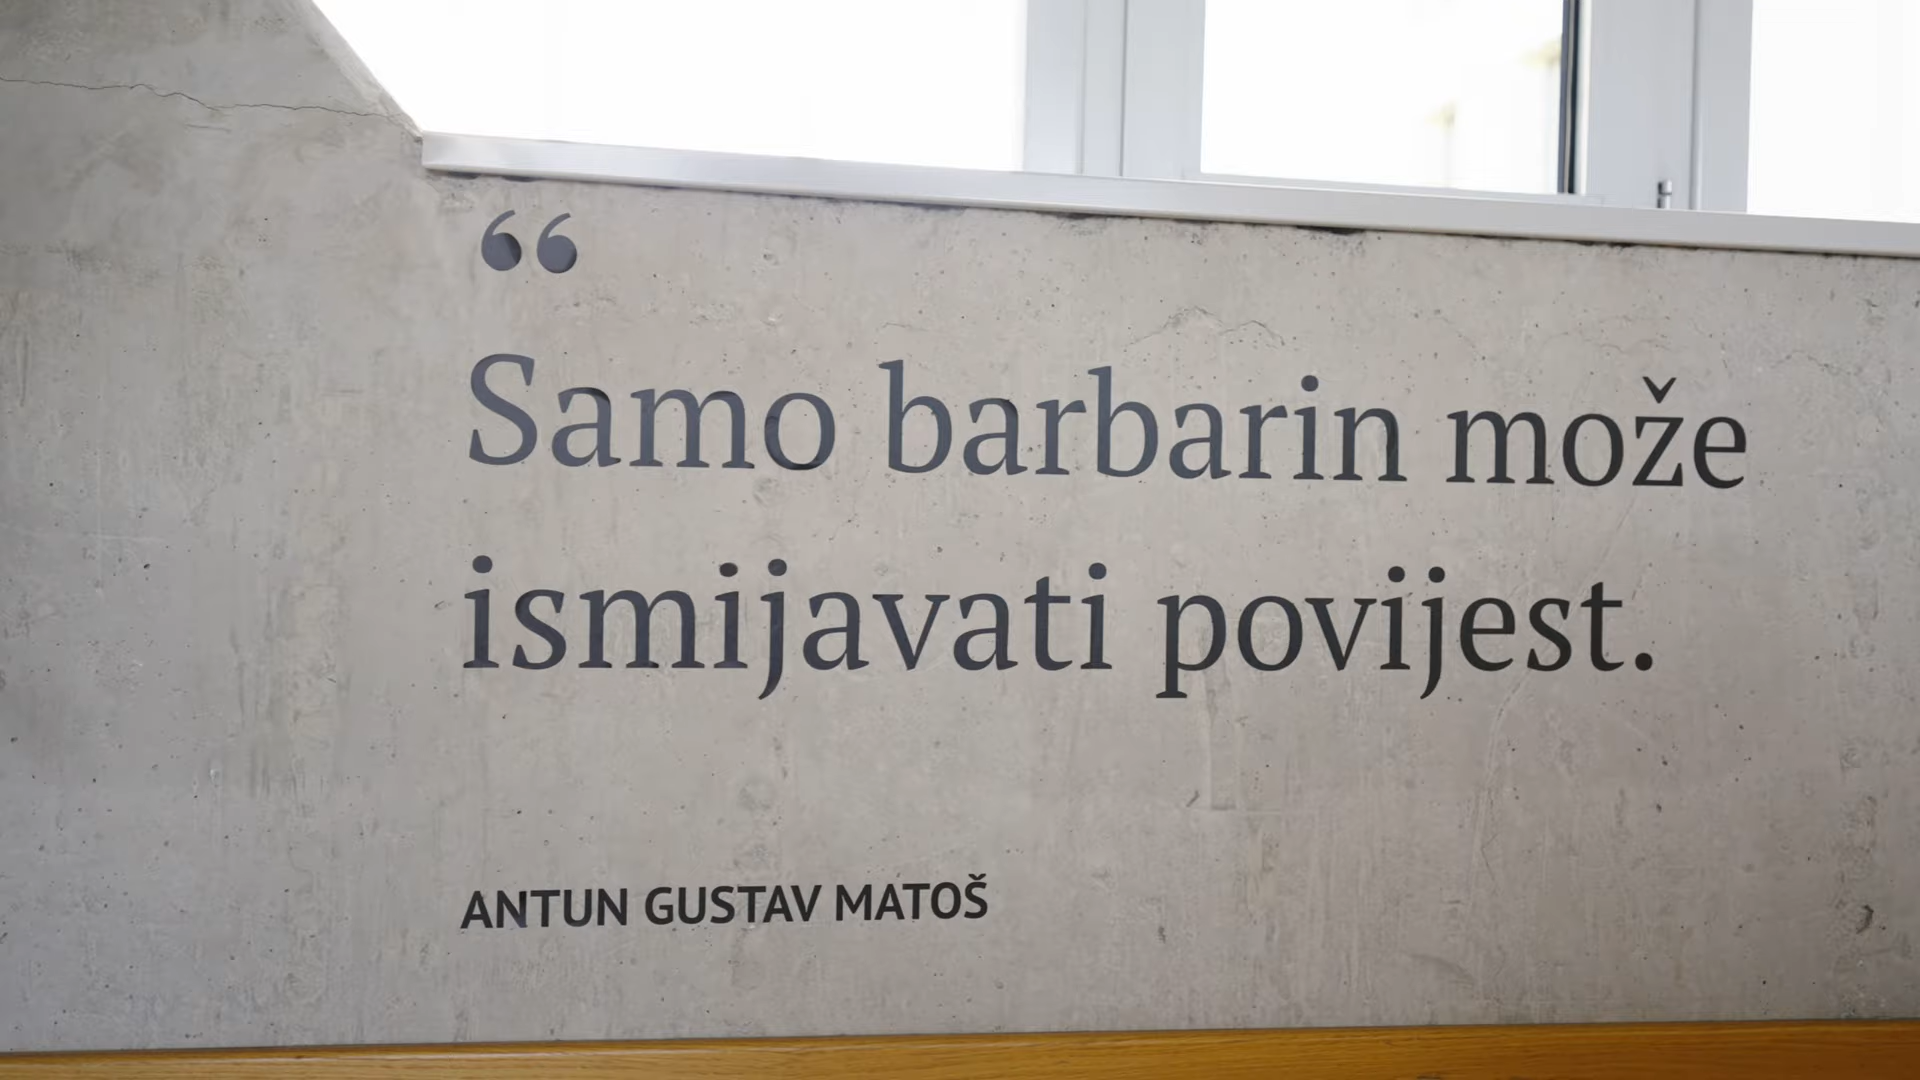 “
Samo barbarin može
ismijavati povijest.
ANTUN GUSTAV MATOŠ